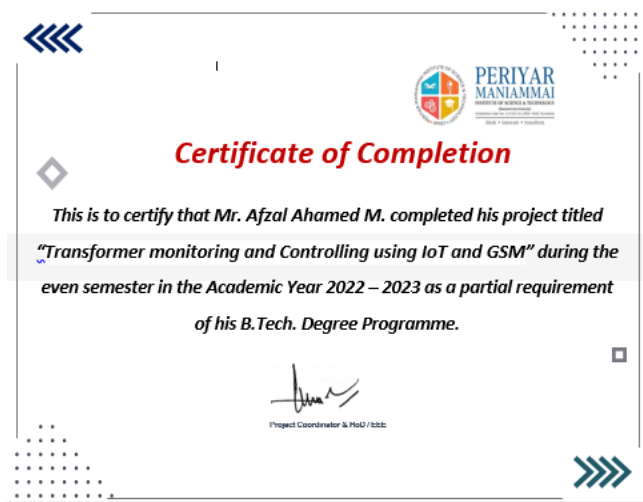 PERIYAR
MANIAMMAI
INSTITUTE OF SCIENCE & TECHNOLOGY
Certificate of Completion
This is to certify that Mr. Afzal Ahamed M. completed his project titled
“Transformer monitoring and Controlling using IoT and GSM” during the
even semester in the Academic Year 2022 – 2023 as a partial requirement
of his B.Tech. Degree Programme.
Project Coordinator & HoD / EEE